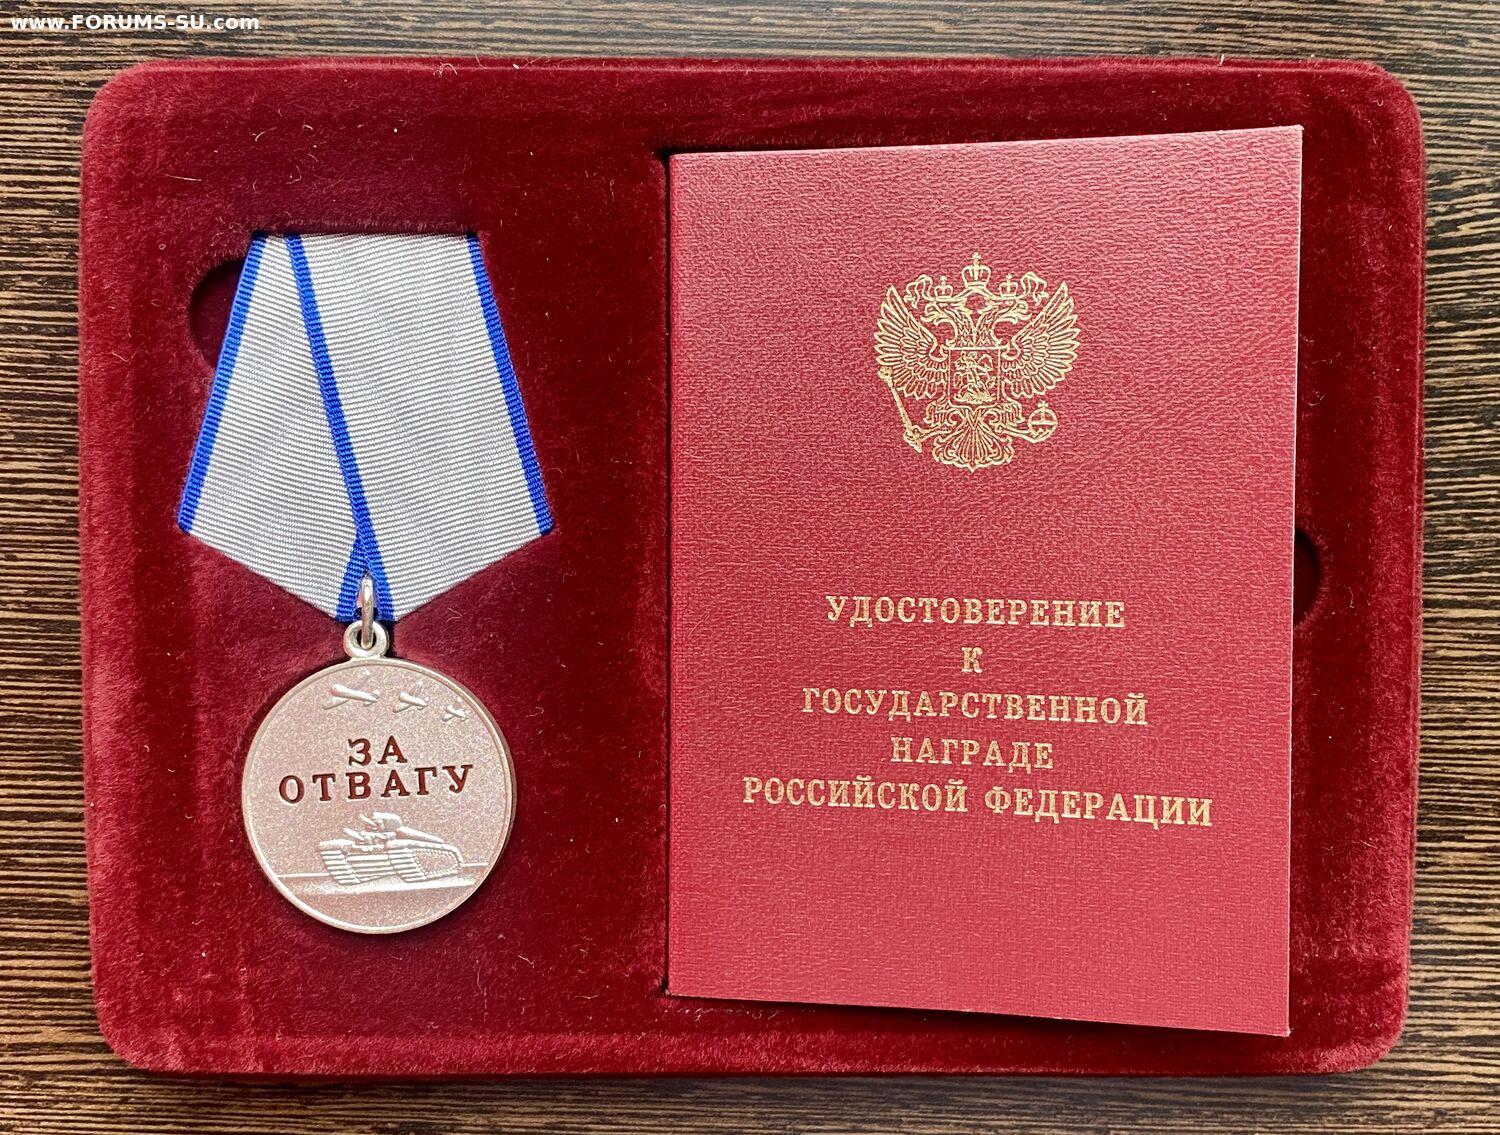 www.FORUMS-SU.com
ЗА
ОТВАГУ
УДОСТОВЕРЕНИЕ
К
ГОСУДАРСТВЕННОЙ
НАГРАДЕ
РОССИЙСКОЙ ФЕДЕРАЦИИ